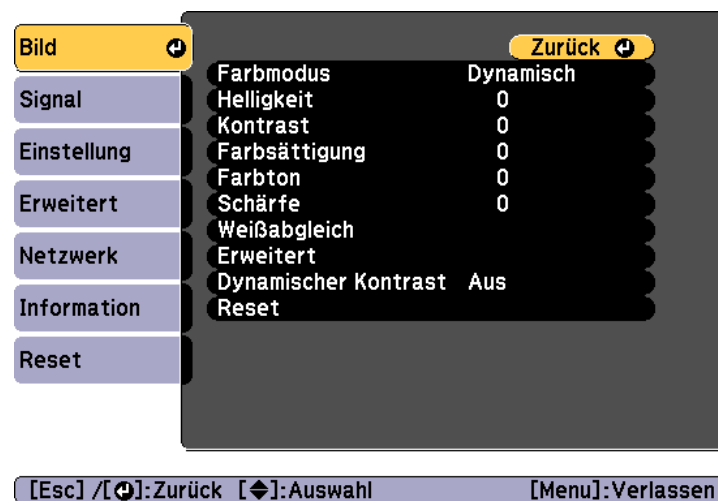 Bild
Signal
Einstellung
Erweitert
Netzwerk
Information
Reset
Zurück
Farbmodus Dynamisch
Helligkeit 0
Kontrast 0
Farbsättigung 0
Farbton 0
Schärfe 0
Weißabgleich
Erweitert
Dynamischer Kontrast Aus
Reset
[Esc] /[]:Zurück []:Auswahl [Menu]:Verlassen